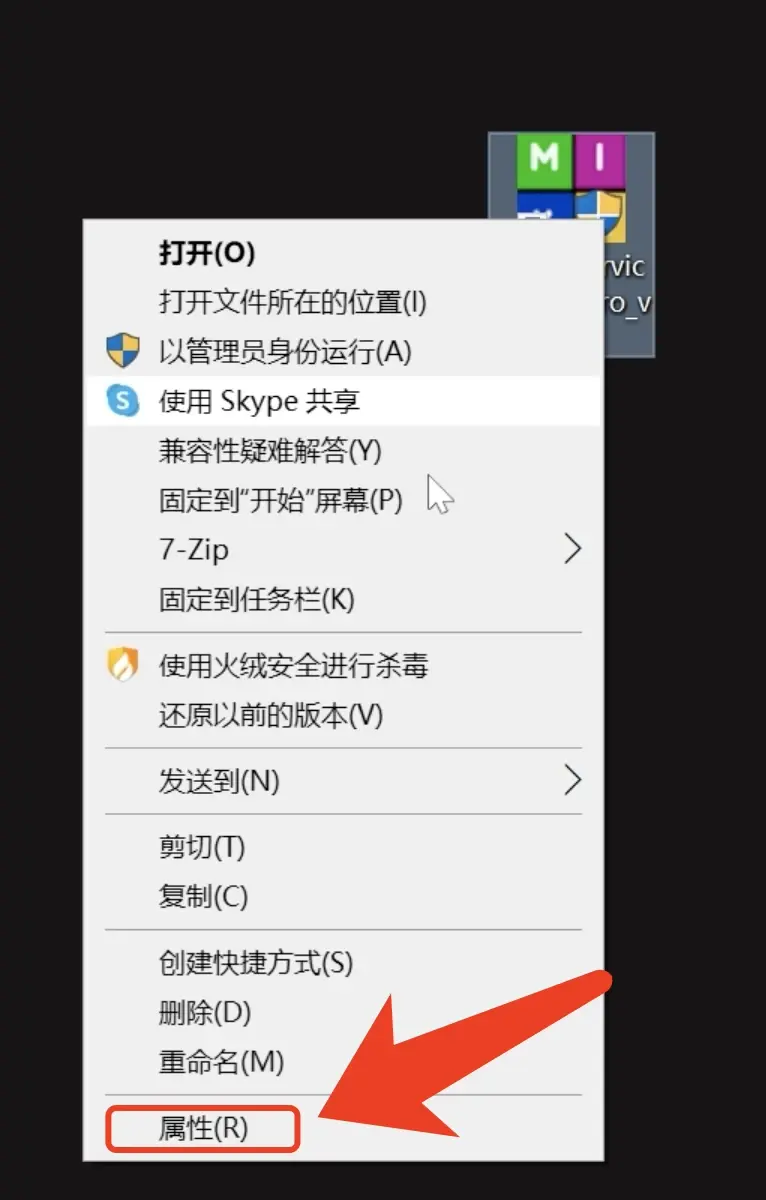 M I
rvic
ro_v
打开(O)
打开文件所在的位置(I)
以管理员身份运行(A)
使用 Skype 共享
兼容性疑难解答(Y)
固定到“开始”屏幕(P)
7-Zip
固定到任务栏(K)
使用火绒安全进行杀毒
还原以前的版本(V)
发送到(N)
剪切(T)
复制(C)
创建快捷方式(S)
删除(D)
重命名(M)
属性(R)